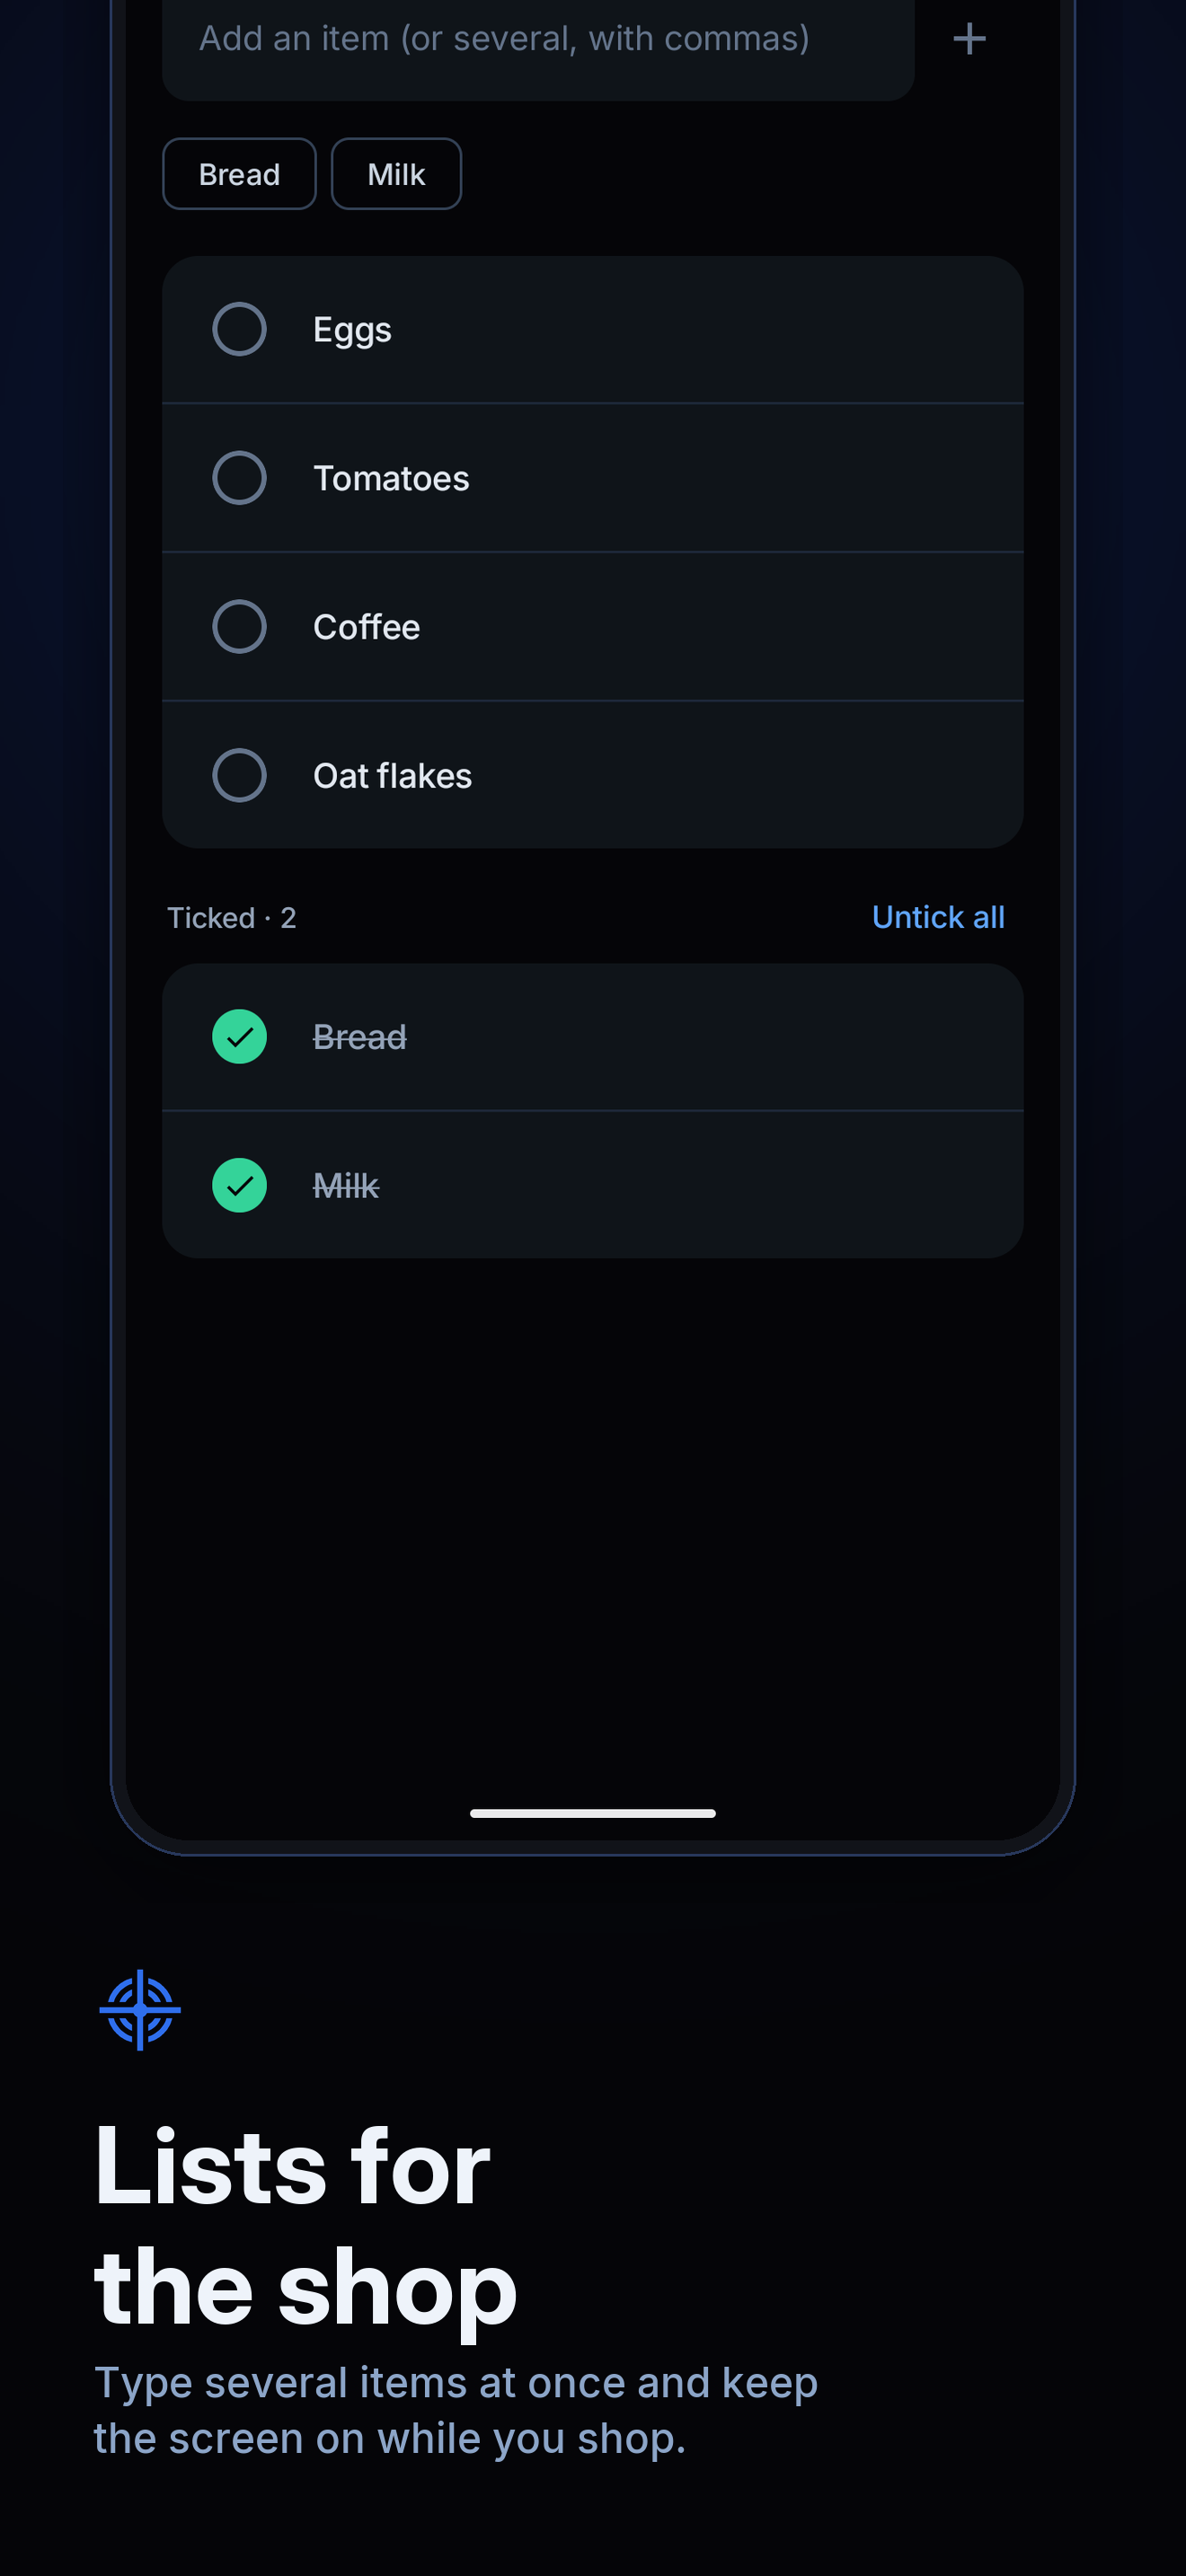 Add an item (or several, with commas)
Bread
Milk
Eggs
Tomatoes
Coffee
Oat flakes
Ticked · 2
Untick all
Bread
Milk
Lists for
the shop
Type several items at once and keep
the screen on while you shop.